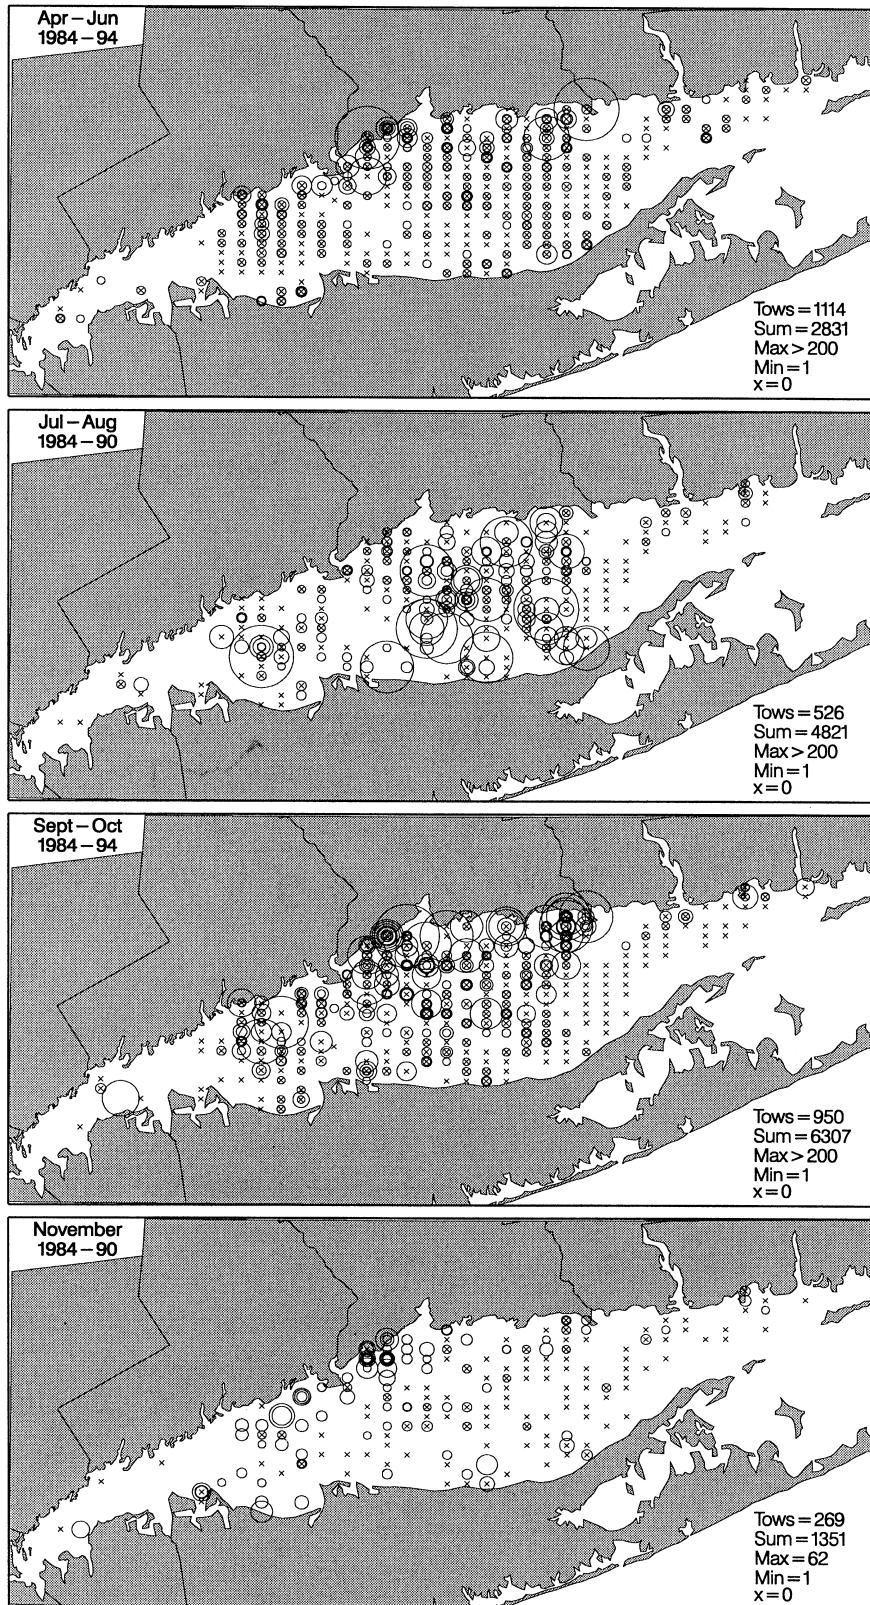 Apr – Jun
1984 – 94
Tows = 1114
Sum = 2831
Max > 200
Min = 1
x = 0
Jul – Aug
1984 – 90
Tows = 526
Sum = 4821
Max > 200
Min = 1
x = 0
Sept – Oct
1984 – 94
Tows = 950
Sum = 6307
Max > 200
Min = 1
x = 0
November
1984 – 90
Tows = 269
Sum = 1351
Max = 62
Min = 1
x = 0